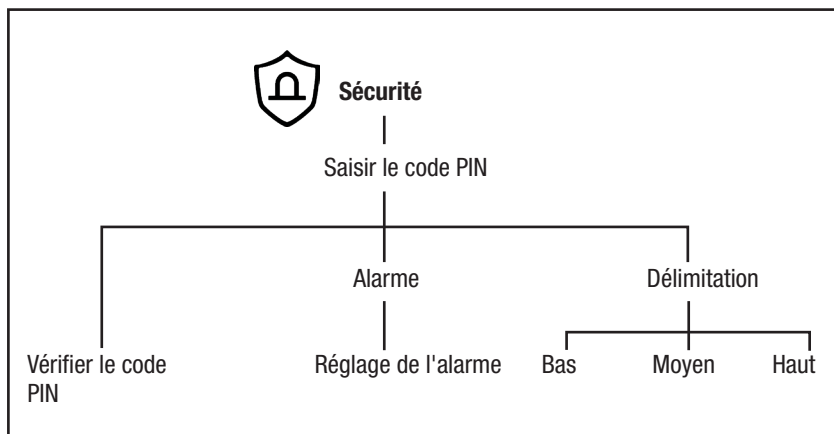 Sécurité
Saisir le code PIN
Alarme
Délimitation
Vérifier le code
PIN
Réglage de l'alarme
Bas
Moyen
Haut